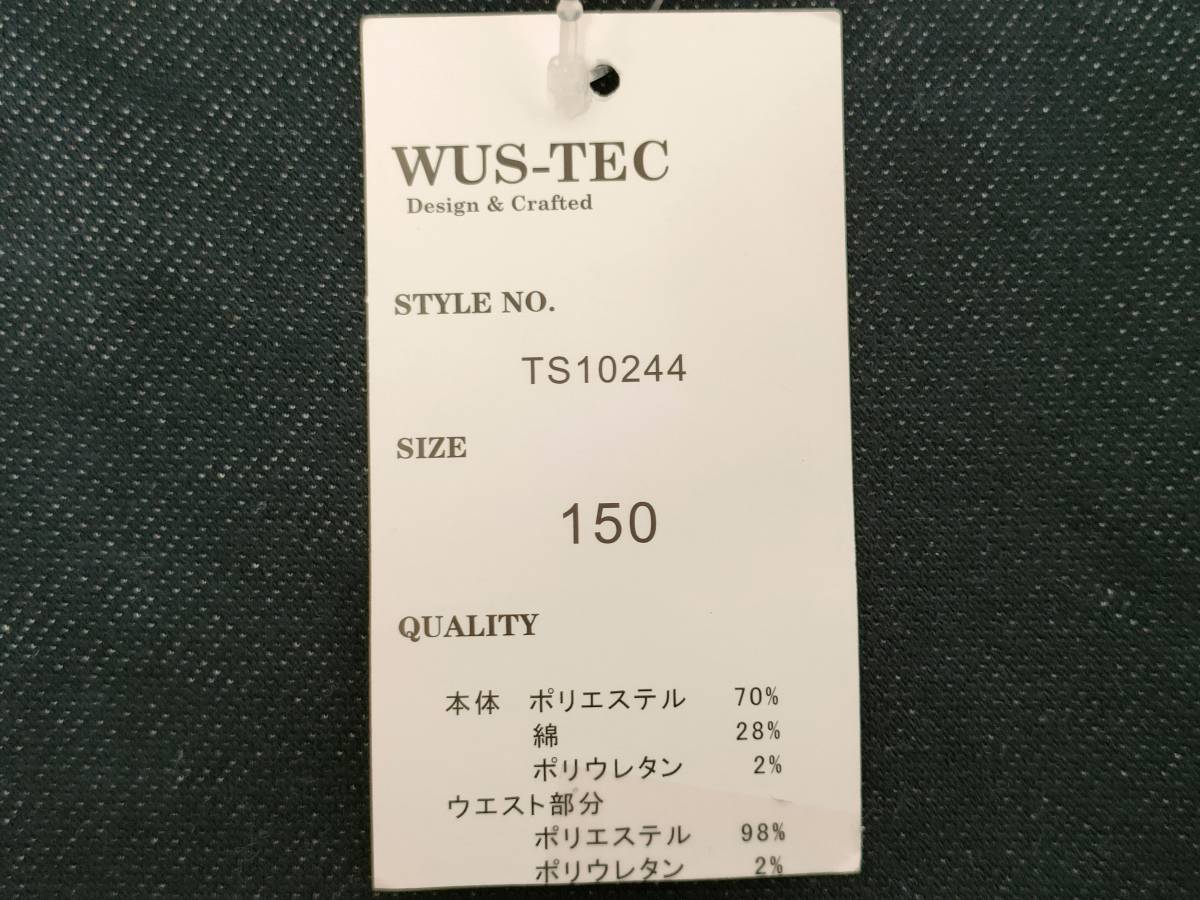 WUS-TEC
Design & Crafted
STYLE NO.
TS10244
SIZE
150
QUALITY
本体 ポリエステル 70%
綿 28%
ポリウレタン 2%
ウエスト部分
ポリエステル 98%
ポリウレタン 2%